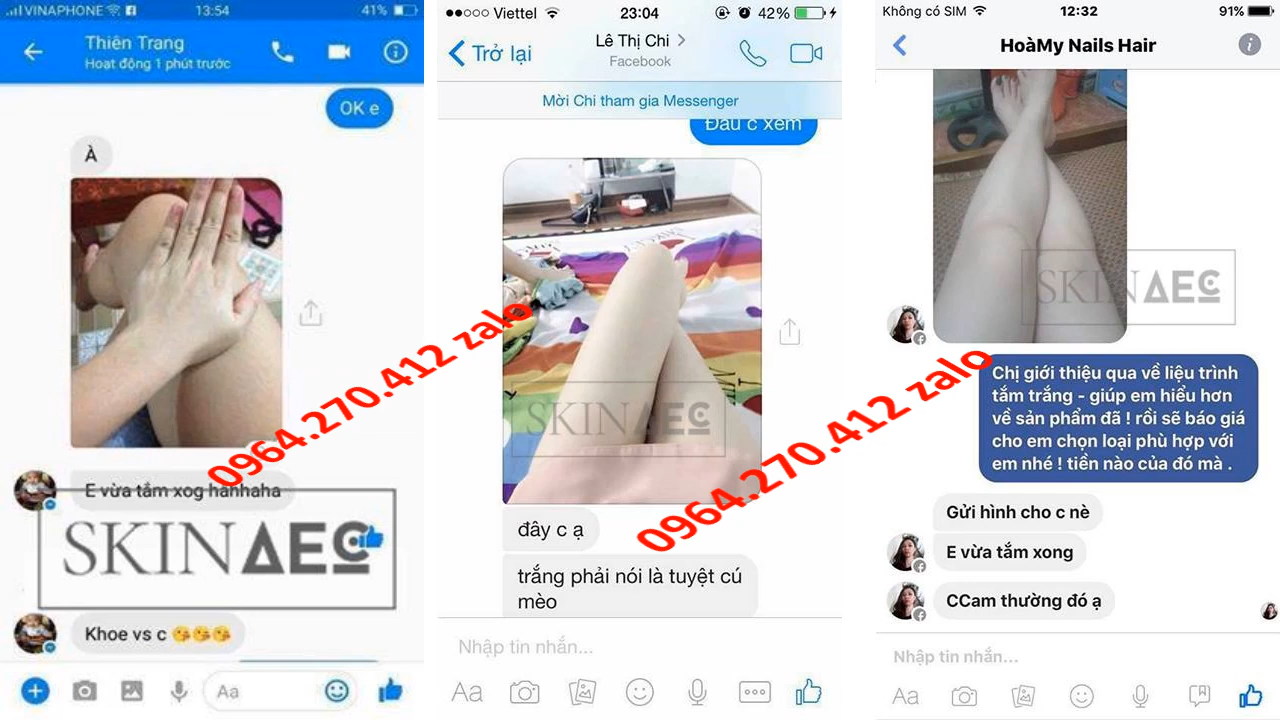 VINAPHONE
13:54
41%
Thiên Trang
Hoạt động 1 phút trước
OK e
À
E vừa tắm xog hahhaha
SKINAEC
Khoe vs c 😘😘😘
Aa
Viettel
23:04
42%
Trở lại
Lê Thị Chi
Facebook
Mời Chi tham gia Messenger
Đâu c xem
SKINAEC
đây c ạ
trắng phải nói là tuyệt cú
mèo
Nhập tin nhắn...
Aa
Không có SIM
12:32
91%
HoàMy Nails Hair
SKINAEC
Chị giới thiệu qua về liệu trình
tắm trắng - giúp em hiểu hơn
về sản phẩm đã ! rồi sẽ báo giá
cho em chọn loại phù hợp với
em nhé ! tiền nào của đó mà .
Gửi hình cho c nè
E vừa tắm xong
CCam thường đó ạ
Nhập tin nhắn...
Aa
0964.270.412 zalo
0964.270.412 zalo